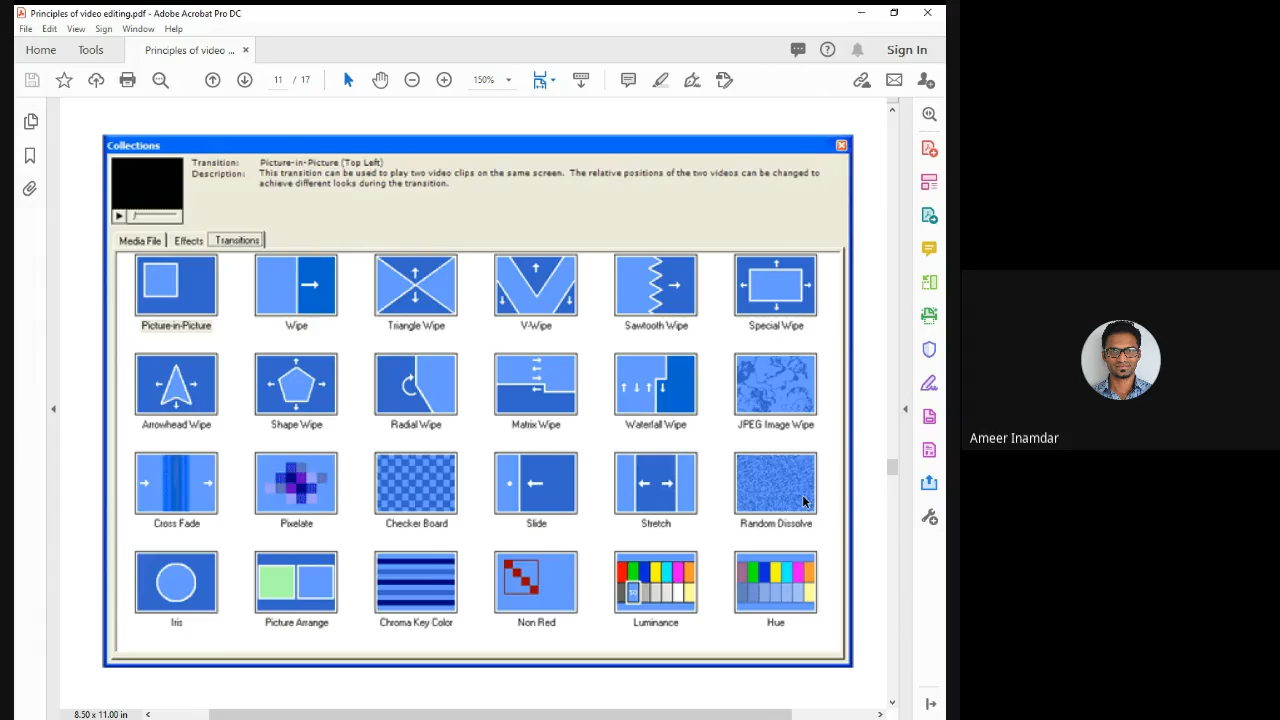 Principles of video editing.pdf - Adobe Acrobat Pro DC
File Edit View Sign Window Help
Home Tools Principles of video ... × Sign In
11 / 17 150%
Collections
Transition: Picture-in-Picture (Top Left)
Description: This transition can be used to play two video clips on the same screen. The relative positions of the two videos can be changed to
achieve different looks during the transition.
Media File Effects Transitions
Picture-in-Picture Wipe Triangle Wipe V-Wipe Sawtooth Wipe Special Wipe
Arrowhead Wipe Shape Wipe Radial Wipe Matrix Wipe Waterfall Wipe JPEG Image Wipe
Cross Fade Pixelate Checker Board Slide Stretch Random Dissolve
Iris Picture Arrange Chroma Key Color Non Red Luminance Hue
8.50 x 11.00 in
Ameer Inamdar